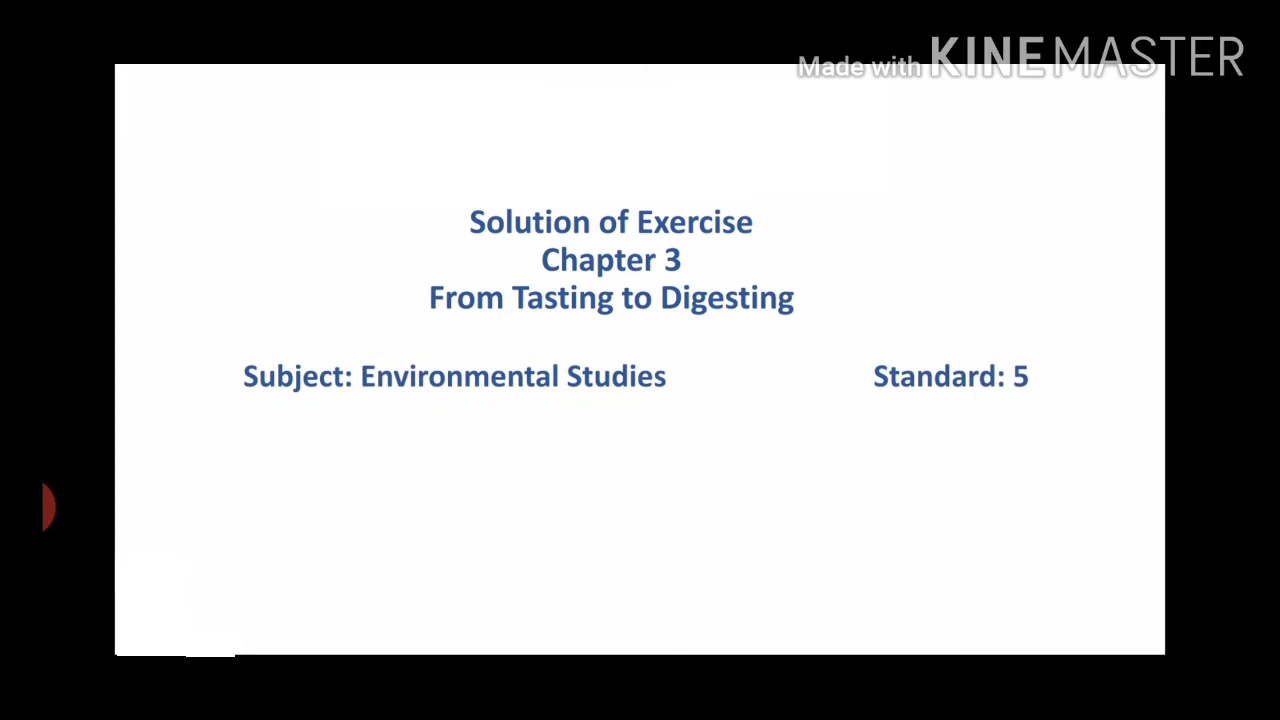 Made with KINEMASTER
Solution of Exercise
Chapter 3
From Tasting to Digesting
Subject: Environmental Studies Standard: 5